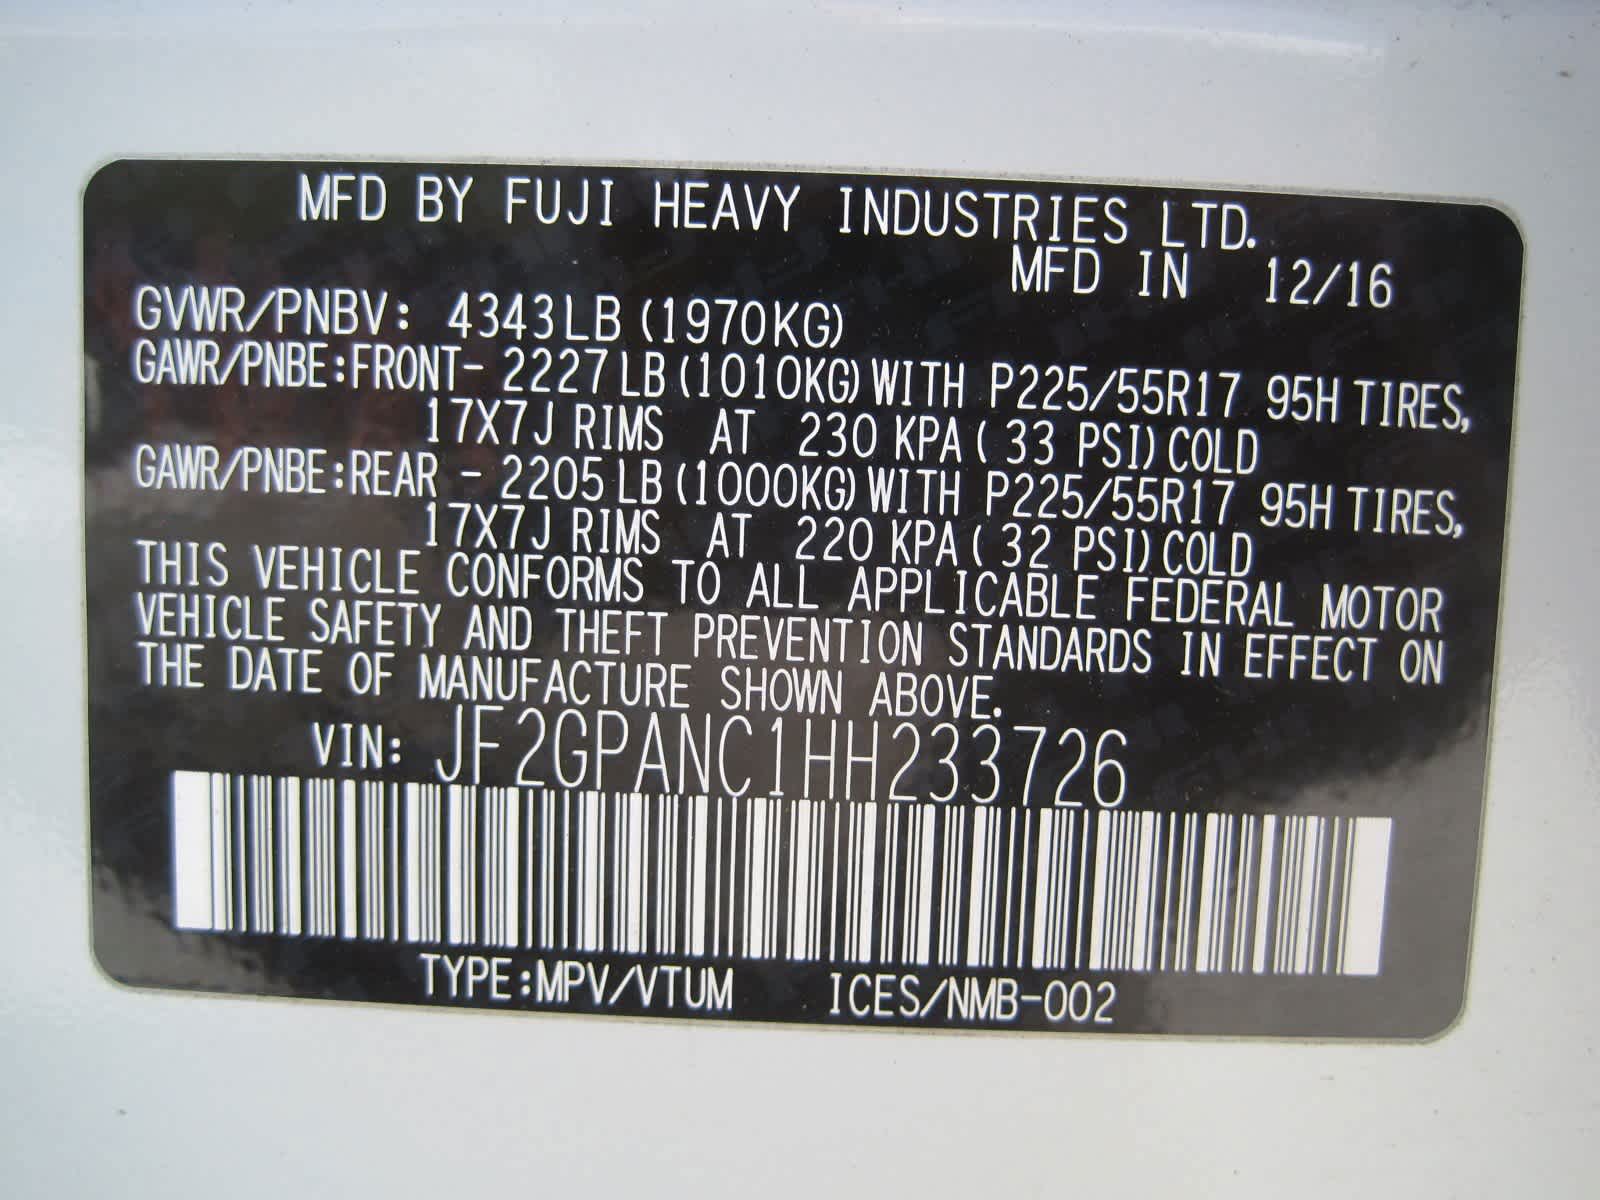 MFD BY FUJI HEAVY INDUSTRIES LTD.
MFD IN 12/16
GVWR/PNBV: 4343LB (1970KG)
GAWR/PNBE:FRONT- 2227LB(1010KG)WITH P225/55R17 95H TIRES,
17X7J RIMS AT 230 KPA( 33 PSI)COLD
GAWR/PNBE:REAR - 2205LB(1000KG)WITH P225/55R17 95H TIRES,
17X7J RIMS AT 220 KPA( 32 PSI)COLD
THIS VEHICLE CONFORMS TO ALL APPLICABLE FEDERAL MOTOR
VEHICLE SAFETY AND THEFT PREVENTION STANDARDS IN EFFECT ON
THE DATE OF MANUFACTURE SHOWN ABOVE.
VIN: JF2GPANC1HH233726
TYPE:MPV/VTUM ICES/NMB-002